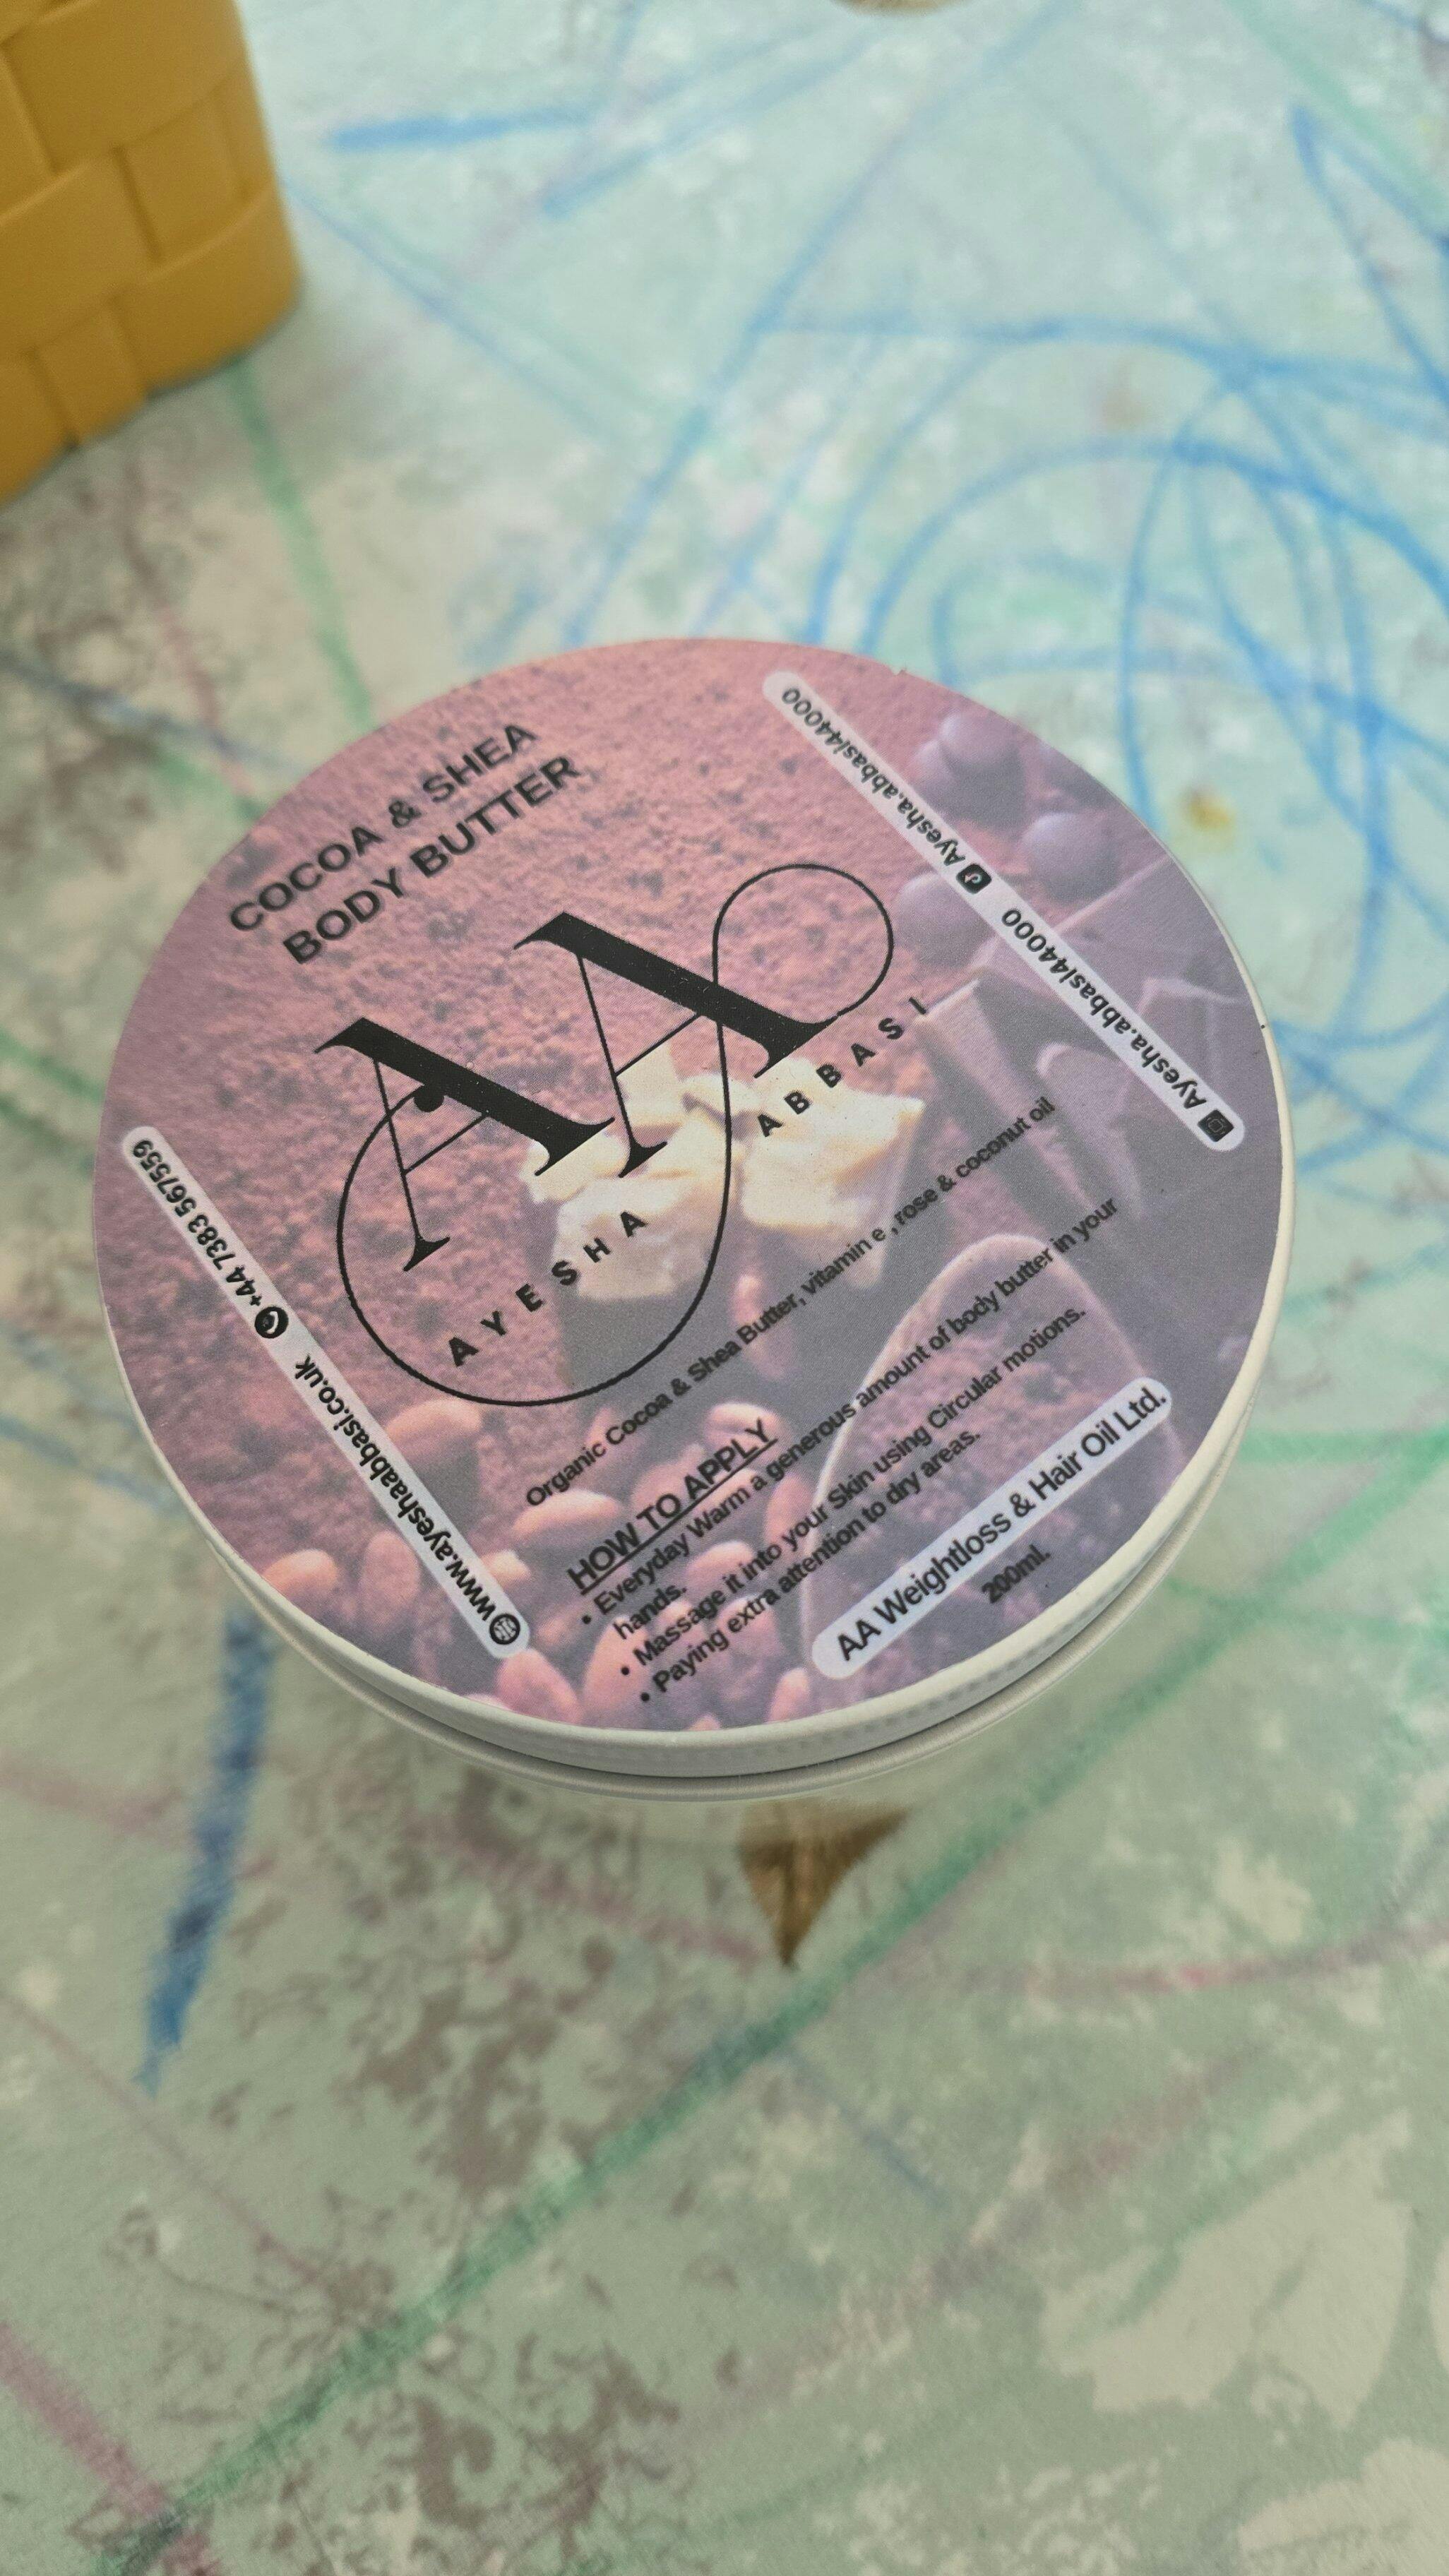 COCOA & SHEA
BODY BUTTER
AA
AYESHA ABBASI
Organic Cocoa & Shea Butter, vitamin e , rose & coconut oil
HOW TO APPLY
• Everyday Warm a generous amount of body butter in your
hands.
• Massage it into your Skin using Circular motions.
• Paying extra attention to dry areas.
AA Weightloss & Hair Oil Ltd.
200ml.
www.ayeshaabbasi.co.uk +44 7383 567559
Ayesha.abbasi44000 Ayesha.abbasi44000